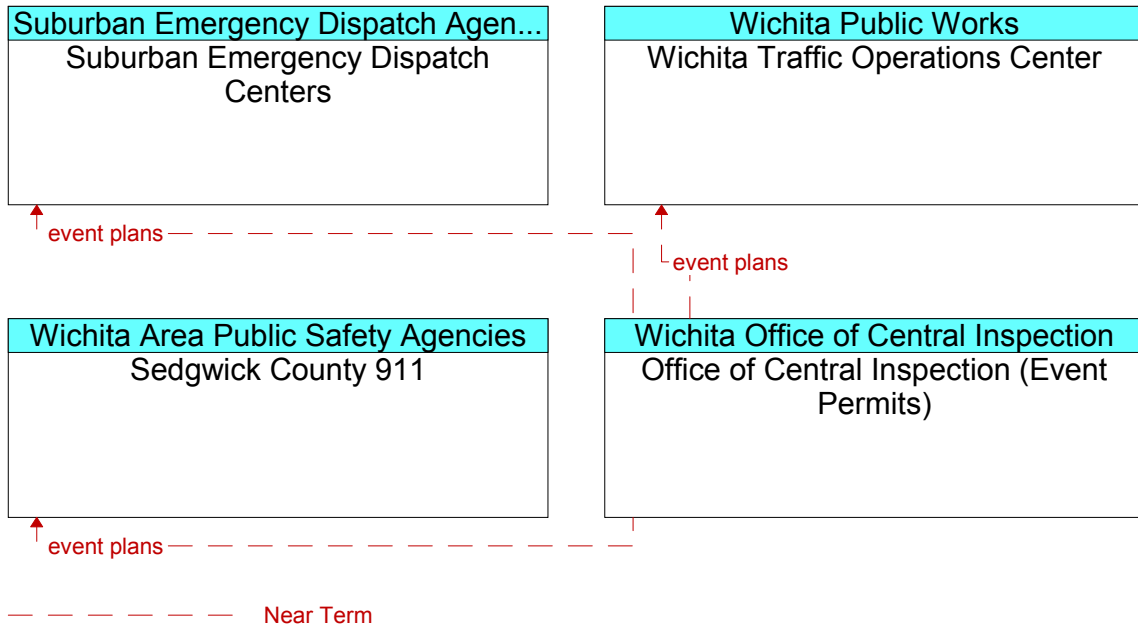 Suburban Emergency Dispatch Agen...
Suburban Emergency Dispatch
Centers
Wichita Public Works
Wichita Traffic Operations Center
event plans
event plans
Wichita Area Public Safety Agencies
Sedgwick County 911
Wichita Office of Central Inspection
Office of Central Inspection (Event
Permits)
event plans
Near Term